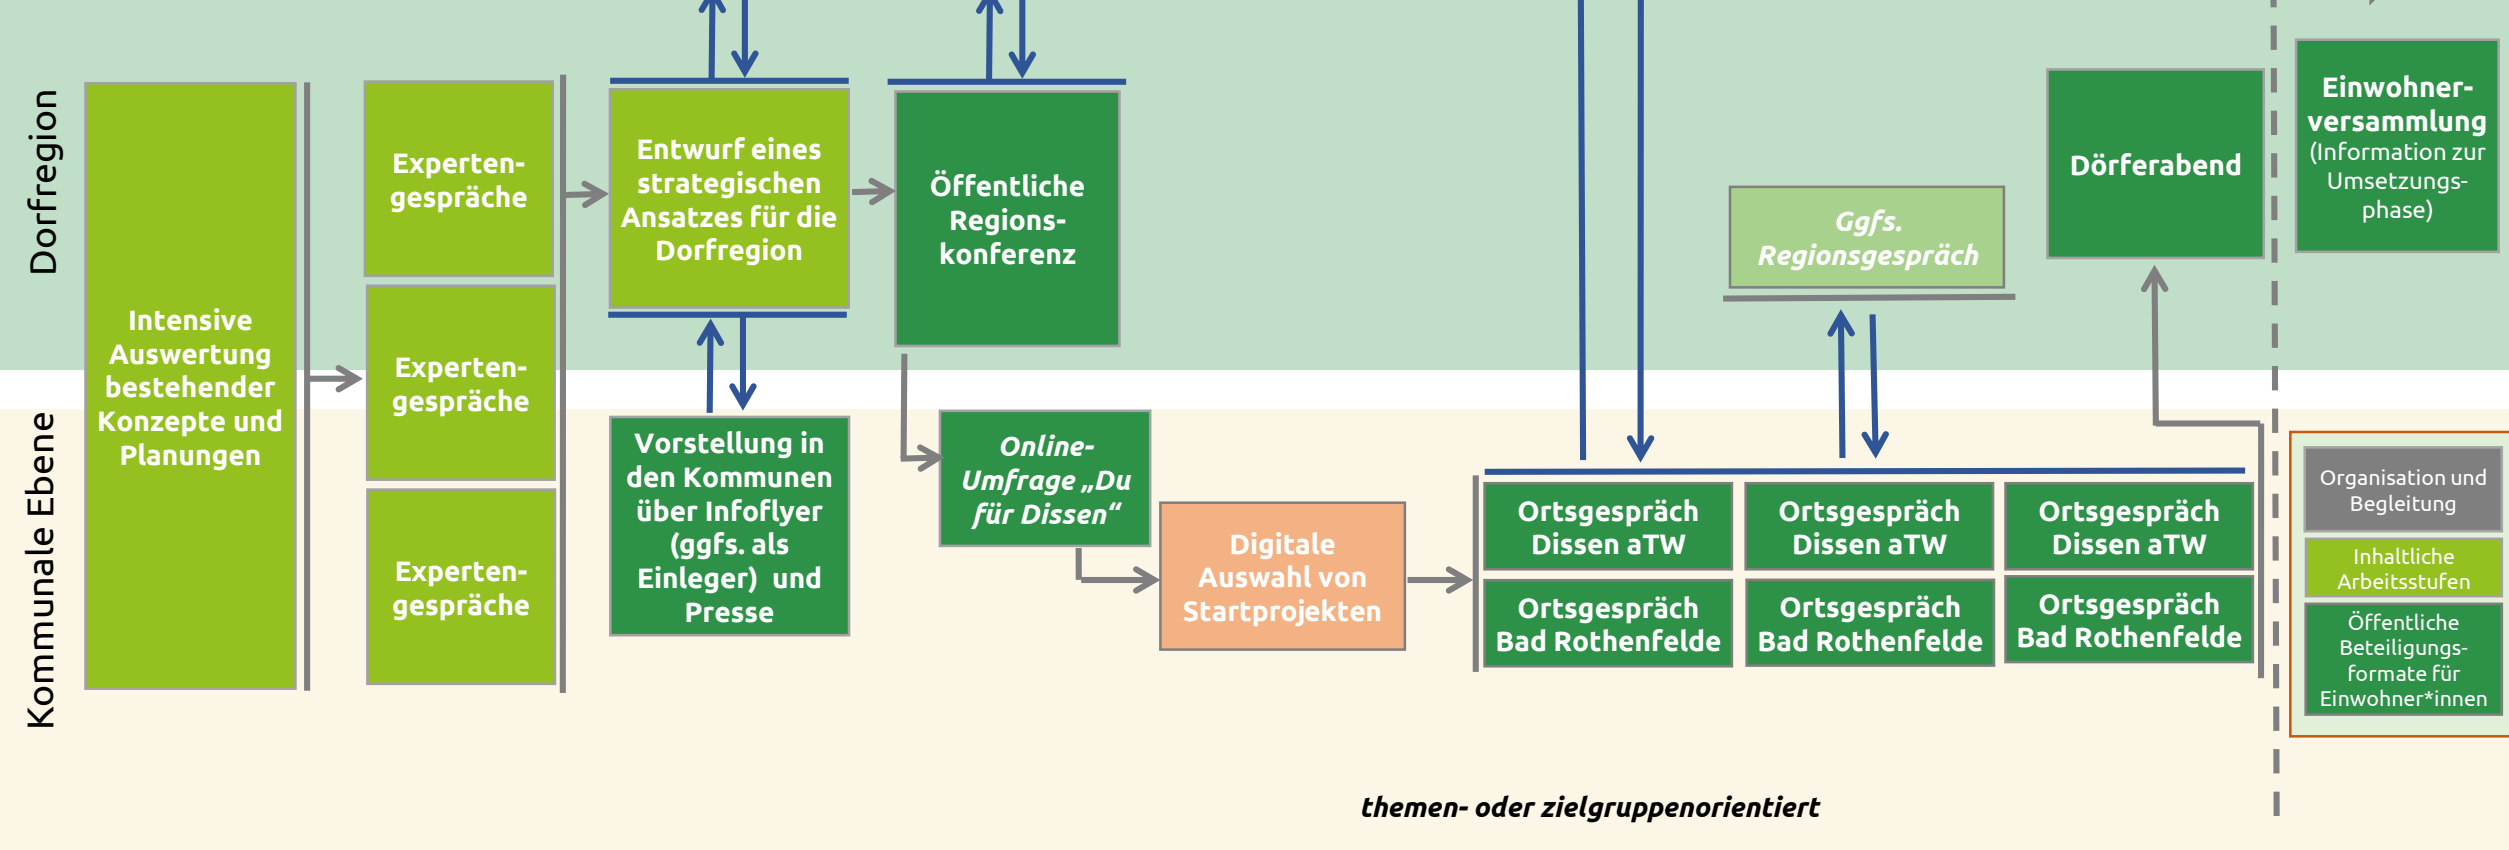 Dorfregion
Kommunale Ebene
Intensive
Auswertung
bestehender
Konzepte und
Planungen
Experten-
gespräche
Experten-
gespräche
Experten-
gespräche
Entwurf eines
strategischen
Ansatzes für die
Dorfregion
Vorstellung in
den Kommunen
über Infoflyer
(ggfs. als
Einleger) und
Presse
Öffentliche
Regions-
konferenz
Online-
Umfrage „Du
für Dissen“
Digitale
Auswahl von
Startprojekten
Ggfs.
Regionsgespräch
Ortsgespräch
Dissen aTW
Ortsgespräch
Dissen aTW
Ortsgespräch
Dissen aTW
Ortsgespräch
Bad Rothenfelde
Ortsgespräch
Bad Rothenfelde
Ortsgespräch
Bad Rothenfelde
Dörferabend
Einwohner-
versammlung
(Information zur
Umsetzungs-
phase)
Organisation und
Begleitung
Inhaltliche
Arbeitsstufen
Öffentliche
Beteiligungs-
formate für
Einwohner*innen
themen- oder zielgruppenorientiert